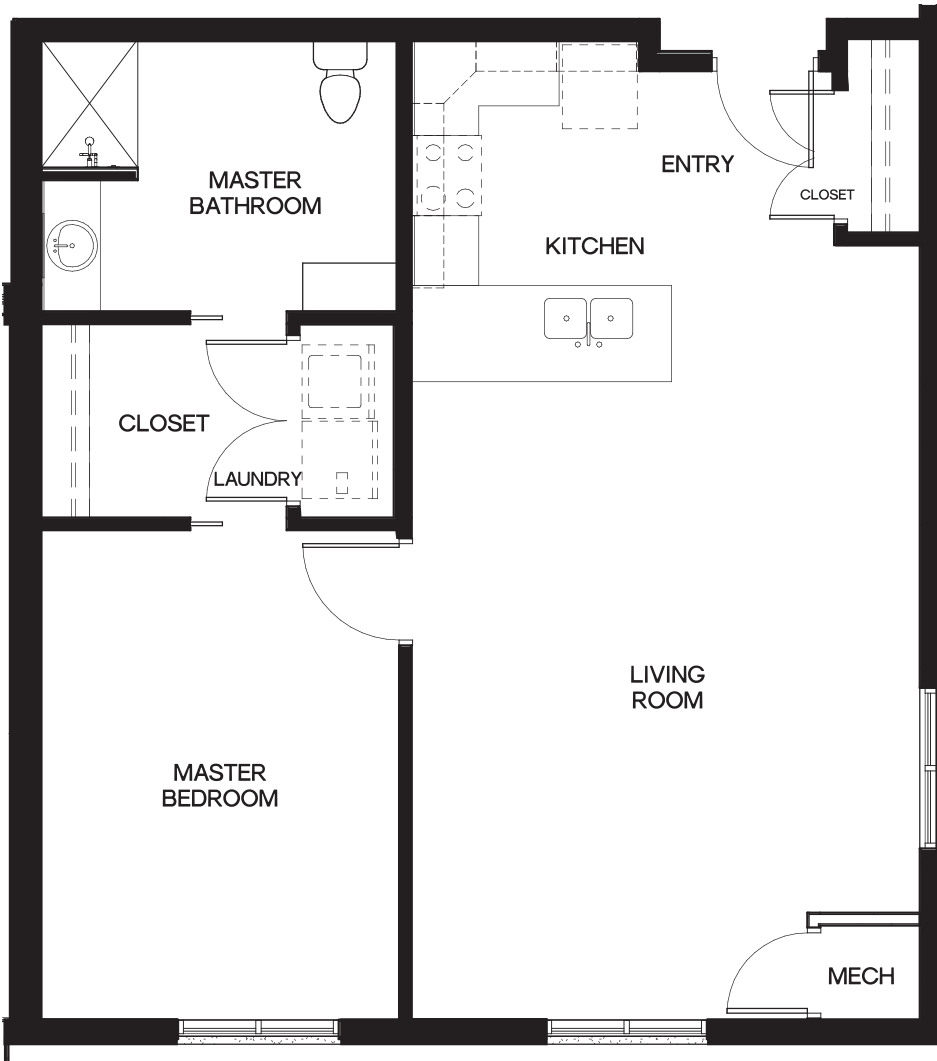 MASTER
BATHROOM
ENTRY
CLOSET
KITCHEN
CLOSET
LAUNDRY
LIVING
ROOM
MASTER
BEDROOM
MECH